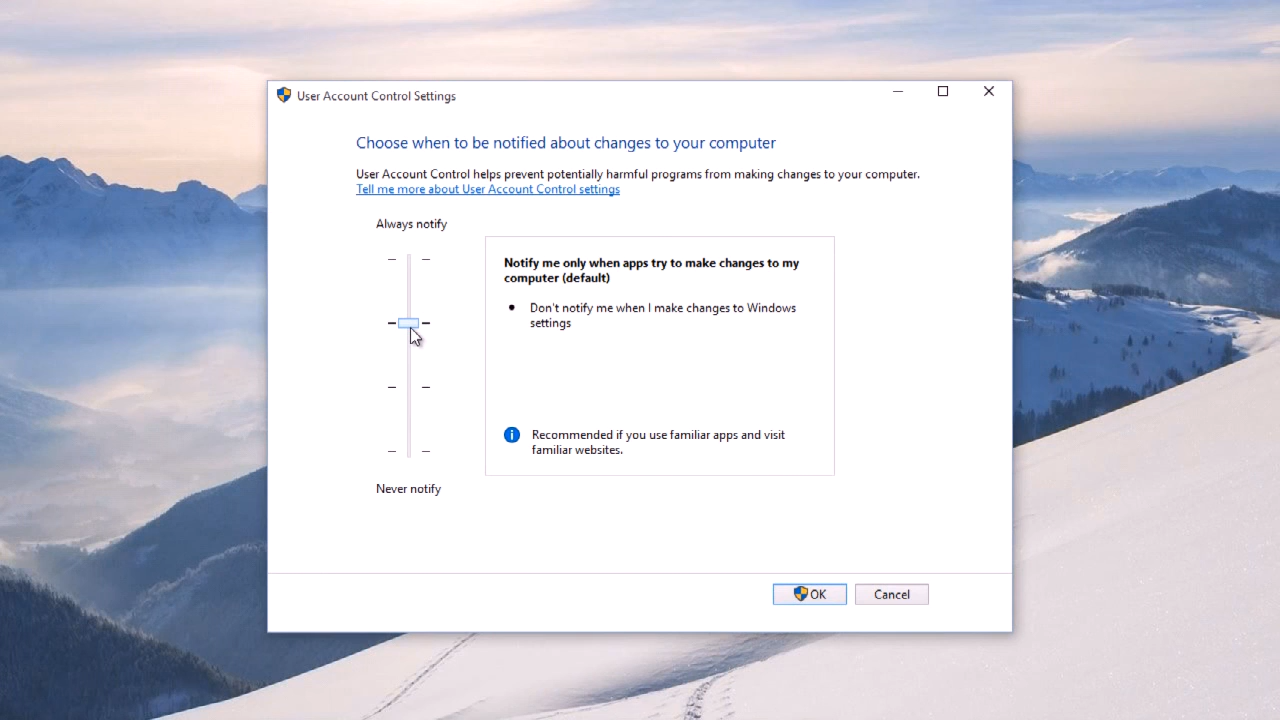 User Account Control Settings
Choose when to be notified about changes to your computer
User Account Control helps prevent potentially harmful programs from making changes to your computer.
Tell me more about User Account Control settings
Always notify
Notify me only when apps try to make changes to my
computer (default)
Don't notify me when I make changes to Windows
settings
Recommended if you use familiar apps and visit
familiar websites.
Never notify
OK
Cancel